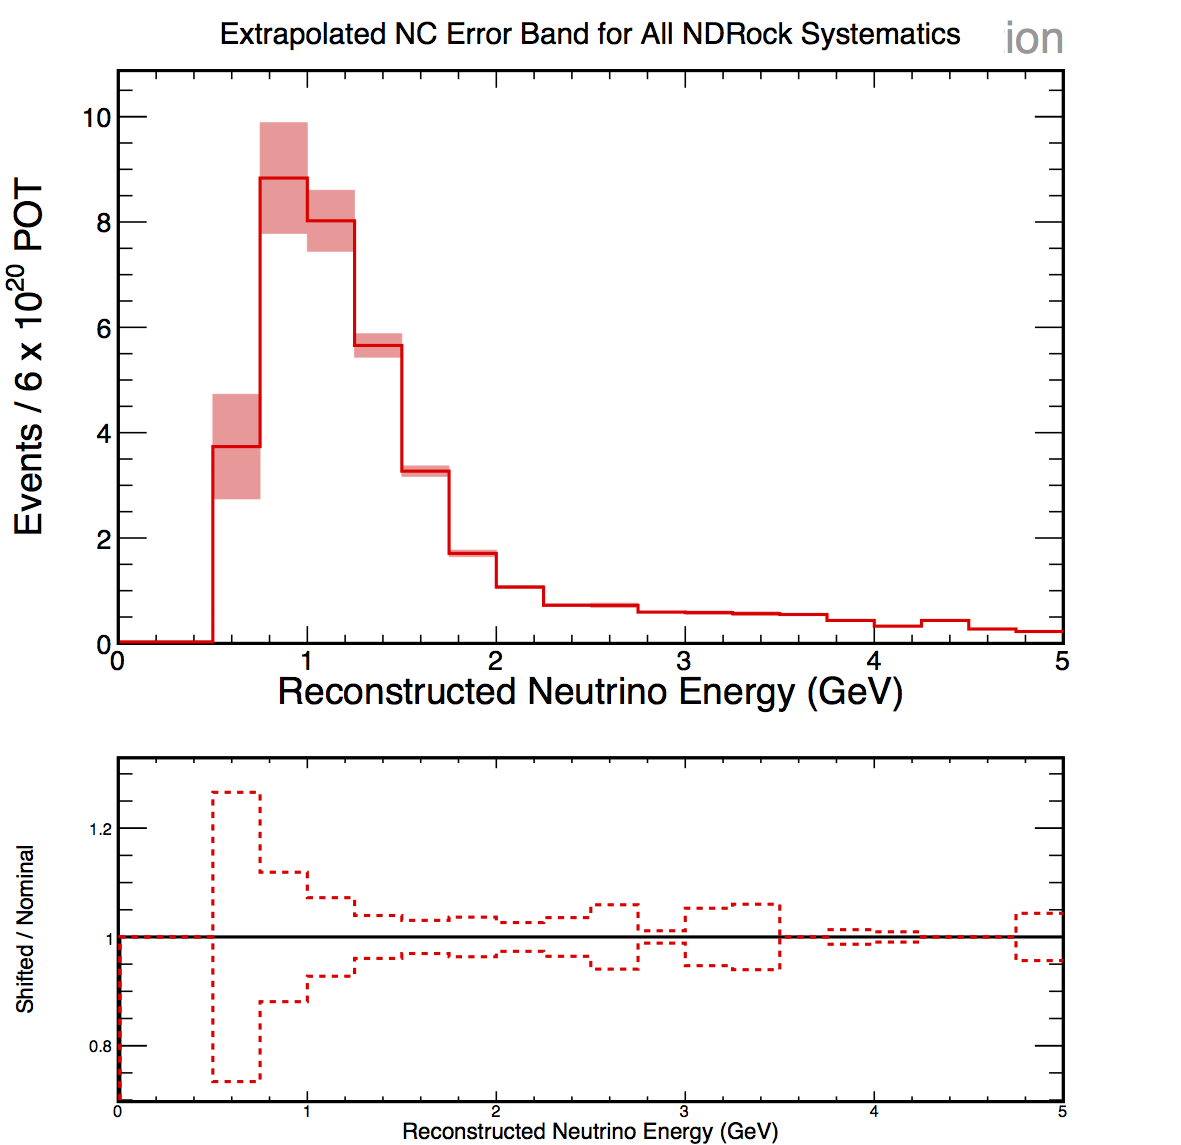 Extrapolated NC Error Band for All NDRock Systematics
ion
Events / 6 x 10²⁰ POT
10
8
6
4
2
0
0 1 2 3 4 5
Reconstructed Neutrino Energy (GeV)
Shifted / Nominal
1.2
1
0.8
0 1 2 3 4 5
Reconstructed Neutrino Energy (GeV)